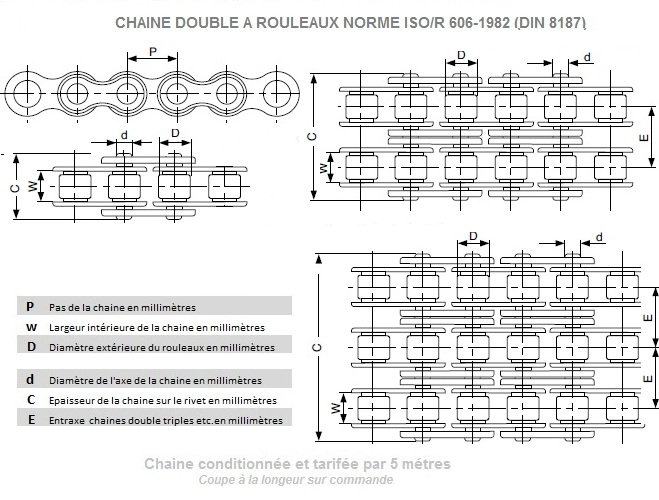 CHAINE DOUBLE A ROULEAUX NORME ISO/R 606-1982 (DIN 8187)
P
D
d
C
W
E
d
D
C
W
D
d
C
W
E
E
P Pas de la chaine en millimètres
W Largeur intérieure de la chaine en millimètres
D Diamètre extérieure du rouleaux en millimètres
d Diamètre de l'axe de la chaine en millimètres
C Epaisseur de la chaine sur le rivet en millimètres
E Entraxe chaines double triples etc.en millimètres
Chaine conditionnée et tarifée par 5 métres
Coupe à la longeur sur commande